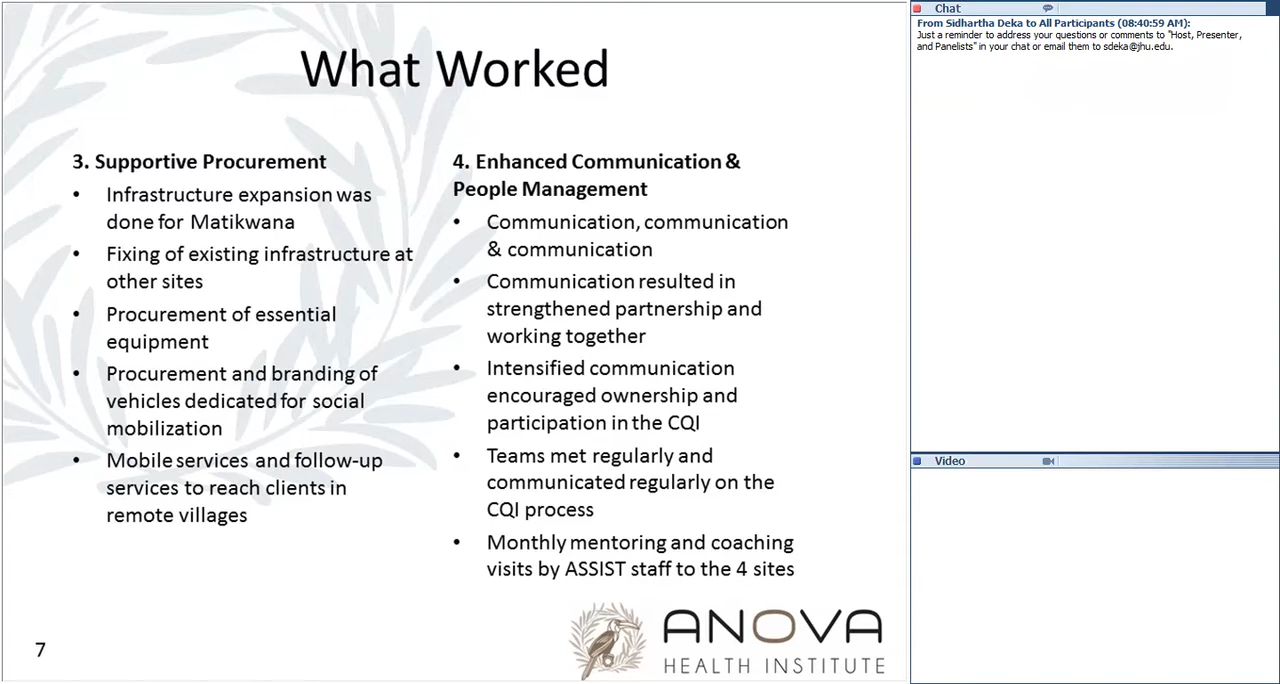 What Worked
3. Supportive Procurement
• Infrastructure expansion was
done for Matikwana
• Fixing of existing infrastructure at
other sites
• Procurement of essential
equipment
• Procurement and branding of
vehicles dedicated for social
mobilization
• Mobile services and follow-up
services to reach clients in
remote villages
4. Enhanced Communication &
People Management
• Communication, communication
& communication
• Communication resulted in
strengthened partnership and
working together
• Intensified communication
encouraged ownership and
participation in the CQI
• Teams met regularly and
communicated regularly on the
CQI process
• Monthly mentoring and coaching
visits by ASSIST staff to the 4 sites
7
ANOVA
HEALTH INSTITUTE
Chat
From Sidhartha Deka to All Participants (08:40:59 AM):
Just a reminder to address your questions or comments to "Host, Presenter,
and Panelists" in your chat or email them to sdeka@jhu.edu.
Video